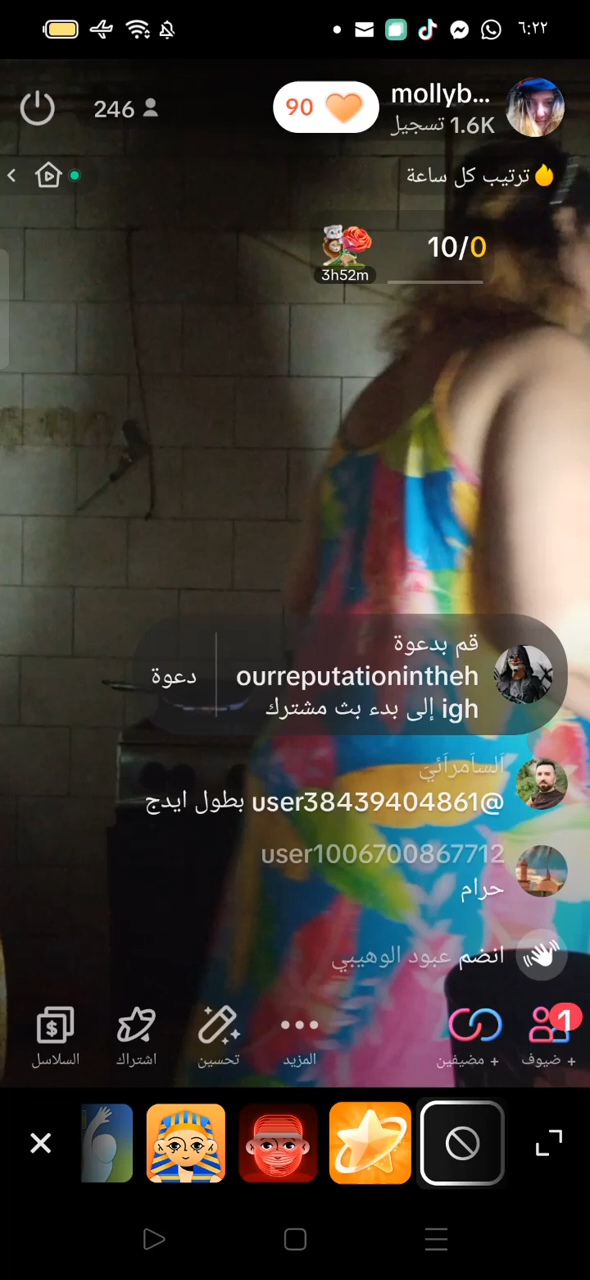 ٦:٢٢
mollyb...
1.6K تسجيل
90
246
ترتيب كل ساعة
10/0
3h52m
قم بدعوة
ourreputationintheh
igh إلى بدء بث مشترك
دعوة
ألسامرائي
@user38439404861 بطول ايدج
user1006700867712
حرام
انضم عبود الوهيبي
1
+ ضيوف
+ مضيفين
المزيد
تحسين
اشتراك
السلاسل